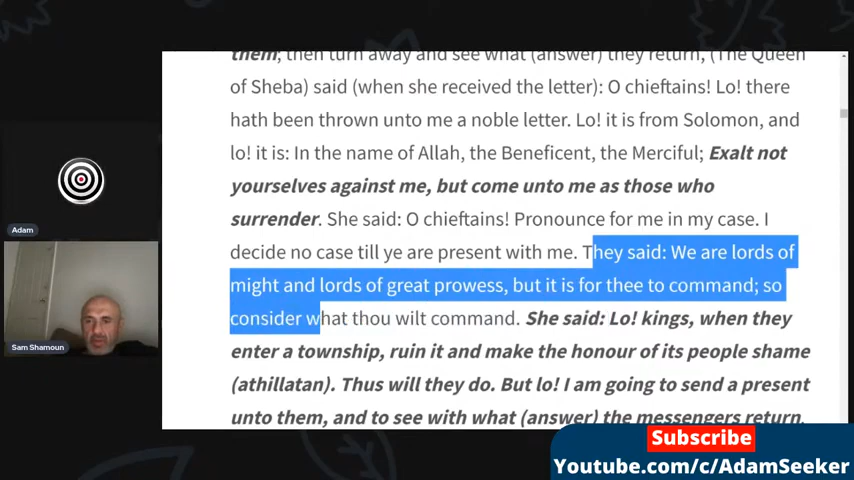 them; then turn away and see what (answer) they return, (The Queen
of Sheba) said (when she received the letter): O chieftains! Lo! there
hath been thrown unto me a noble letter. Lo! it is from Solomon, and
lo! it is: In the name of Allah, the Beneficent, the Merciful; Exalt not
yourselves against me, but come unto me as those who
surrender. She said: O chieftains! Pronounce for me in my case. I
decide no case till ye are present with me. They said: We are lords of
might and lords of great prowess, but it is for thee to command; so
consider what thou wilt command. She said: Lo! kings, when they
enter a township, ruin it and make the honour of its people shame
(athillatan). Thus will they do. But lo! I am going to send a present
unto them, and to see with what (answer) the messengers return.
Adam
Sam Shamoun
Subscribe
Youtube.com/c/AdamSeeker